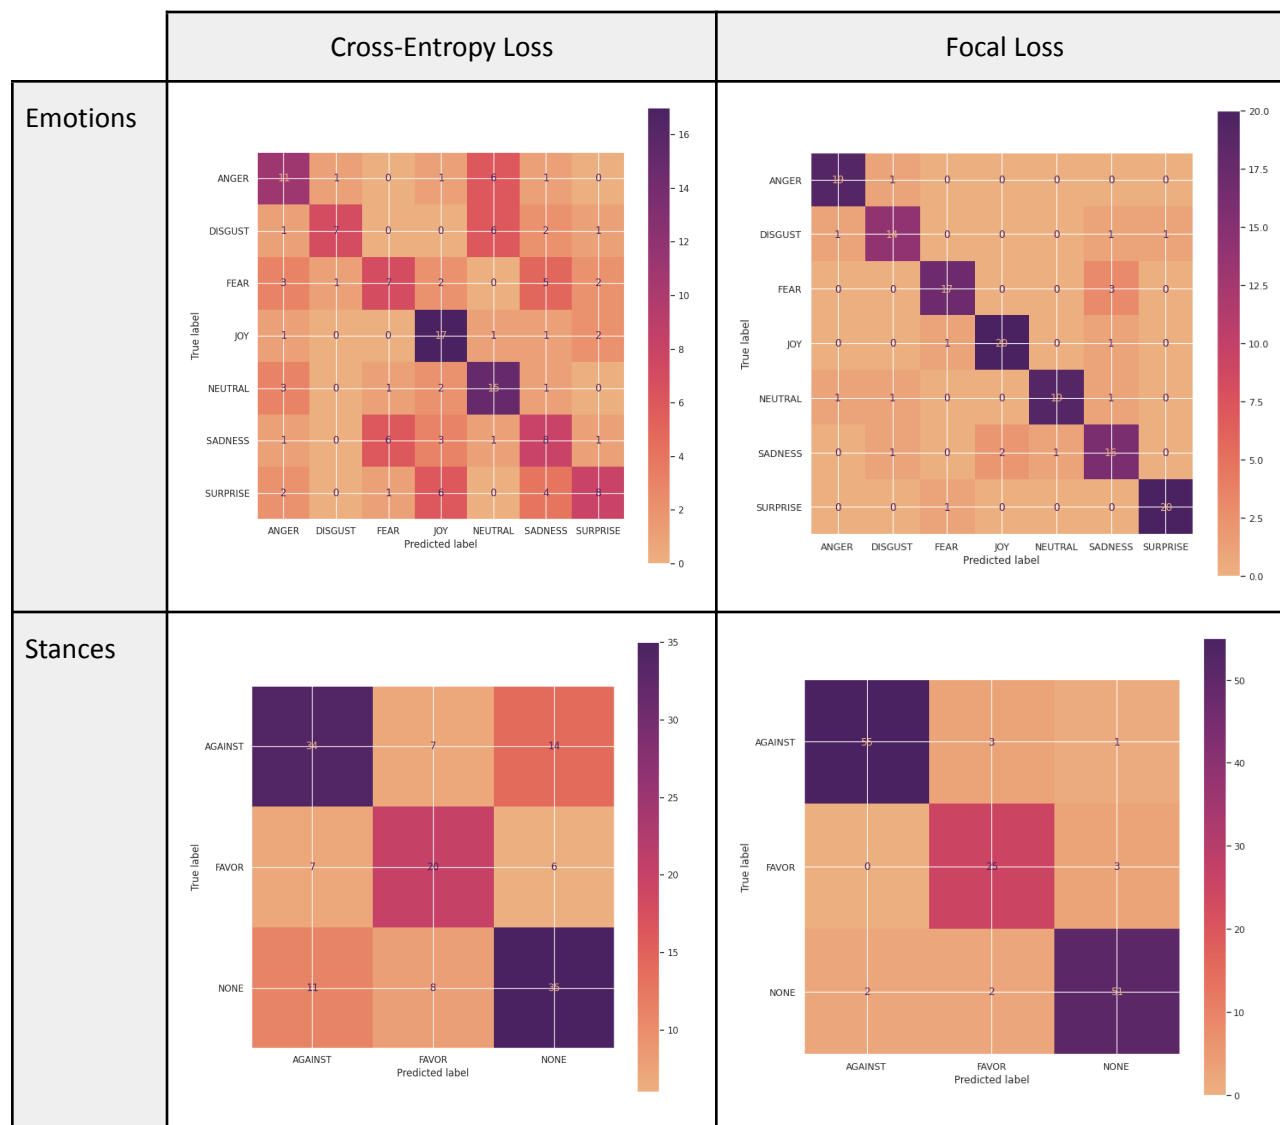 Cross-Entropy Loss
Focal Loss
Emotions
True label
ANGER 11 1 0 1 6 1 0
DISGUST 1 7 0 0 6 2 1
FEAR 3 1 7 2 0 5 2
JOY 1 0 0 17 1 1 2
NEUTRAL 3 0 1 2 15 1 0
SADNESS 1 0 6 3 1 8 1
SURPRISE 2 0 1 6 0 4 8
ANGER DISGUST FEAR JOY NEUTRAL SADNESS SURPRISE
Predicted label
16
14
12
10
8
6
4
2
0
True label
ANGER 19 1 0 0 0 0 0
DISGUST 1 14 0 0 0 1 1
FEAR 0 0 17 0 0 3 0
JOY 0 0 1 20 0 1 0
NEUTRAL 1 1 0 0 19 1 0
SADNESS 0 1 0 2 1 16 0
SURPRISE 0 0 1 0 0 0 20
ANGER DISGUST FEAR JOY NEUTRAL SADNESS SURPRISE
Predicted label
20.0
17.5
15.0
12.5
10.0
7.5
5.0
2.5
0.0
Stances
True label
AGAINST 34 7 14
FAVOR 7 20 6
NONE 11 8 35
AGAINST FAVOR NONE
Predicted label
35
30
25
20
15
10
True label
AGAINST 55 3 1
FAVOR 0 25 3
NONE 2 2 51
AGAINST FAVOR NONE
Predicted label
50
40
30
20
10
0